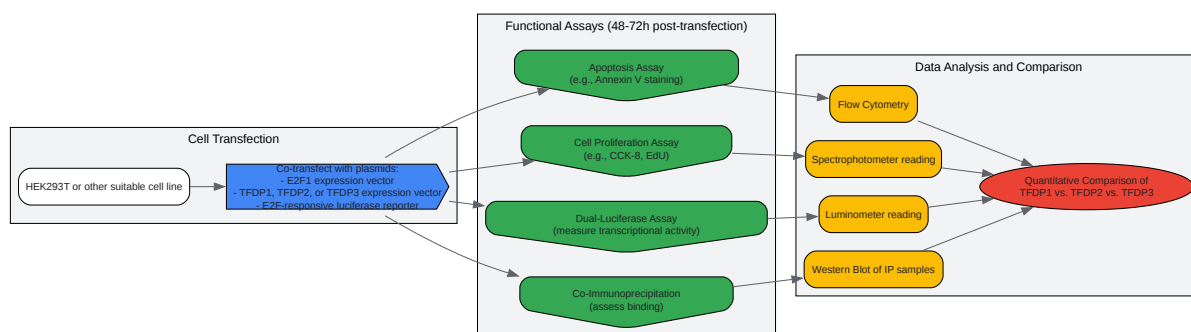 Cell Transfection
HEK293T or other suitable cell line
Co-transfect with plasmids:
- E2F1 expression vector
- TFDP1, TFDP2, or TFDP3 expression vector
- E2F-responsive luciferase reporter
Functional Assays (48-72h post-transfection)
Apoptosis Assay
(e.g., Annexin V staining)
Cell Proliferation Assay
(e.g., CCK-8, EdU)
Dual-Luciferase Assay
(measure transcriptional activity)
Co-Immunoprecipitation
(assess binding)
Data Analysis and Comparison
Flow Cytometry
Spectrophotometer reading
Luminometer reading
Western Blot of IP samples
Quantitative Comparison of
TFDP1 vs. TFDP2 vs. TFDP3